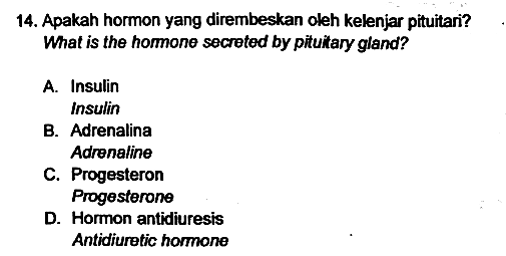 14. Apakah hormon yang dirembeskan oleh kelenjar pituitari?
What is the hormone secreted by pituitary gland?
A. Insulin
Insulin
B. Adrenalina
Adrenaline
C. Progesteron
Progesterone
D. Hormon antidiuresis
Antidiuretic hormone